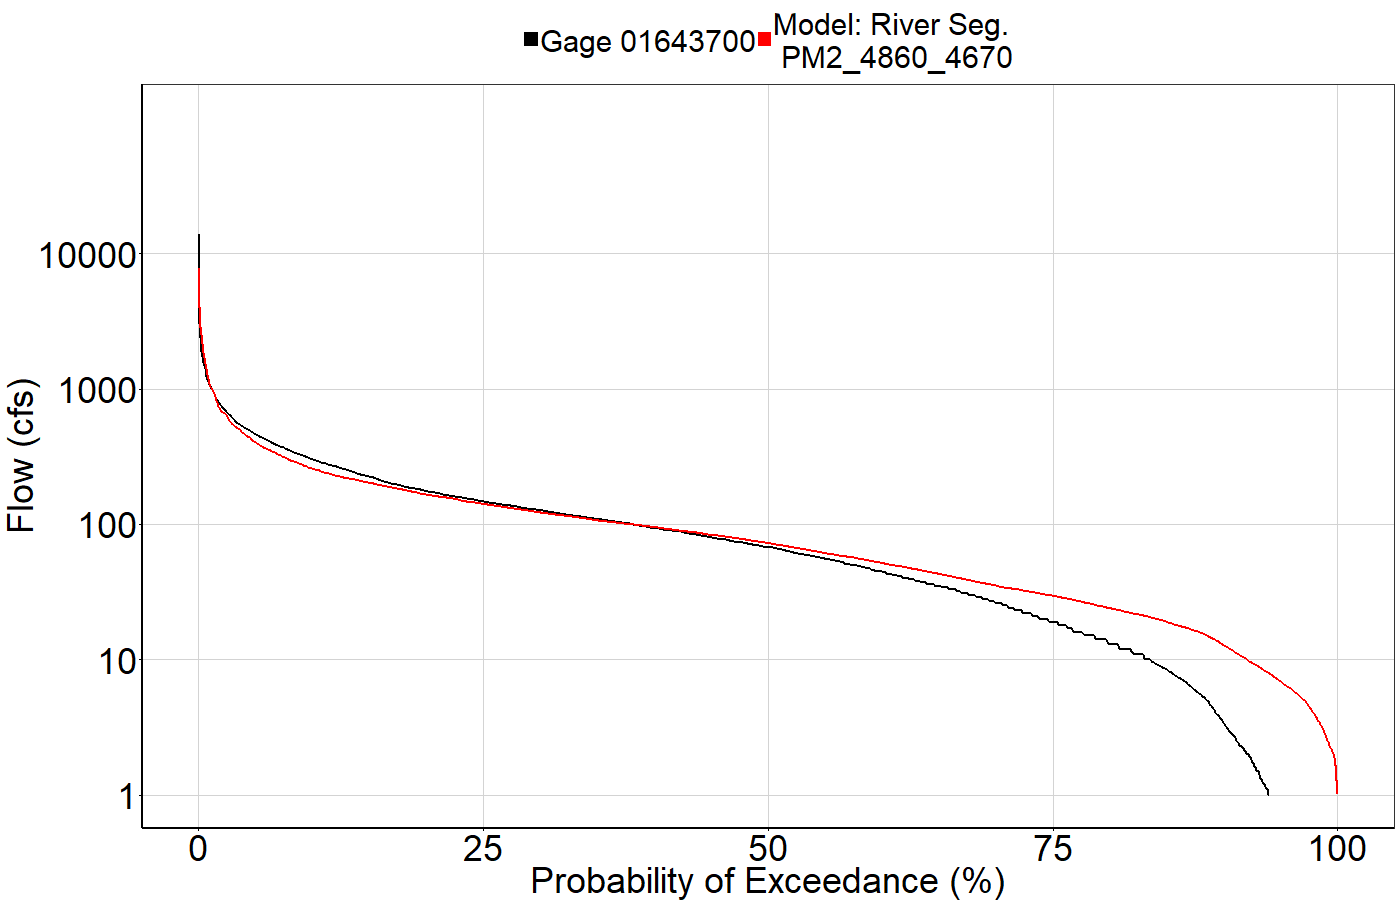 Gage 01643700
Model: River Seg.
PM2_4860_4670
Flow (cfs)
10000
1000
100
10
1
0
25
50
75
100
Probability of Exceedance (%)